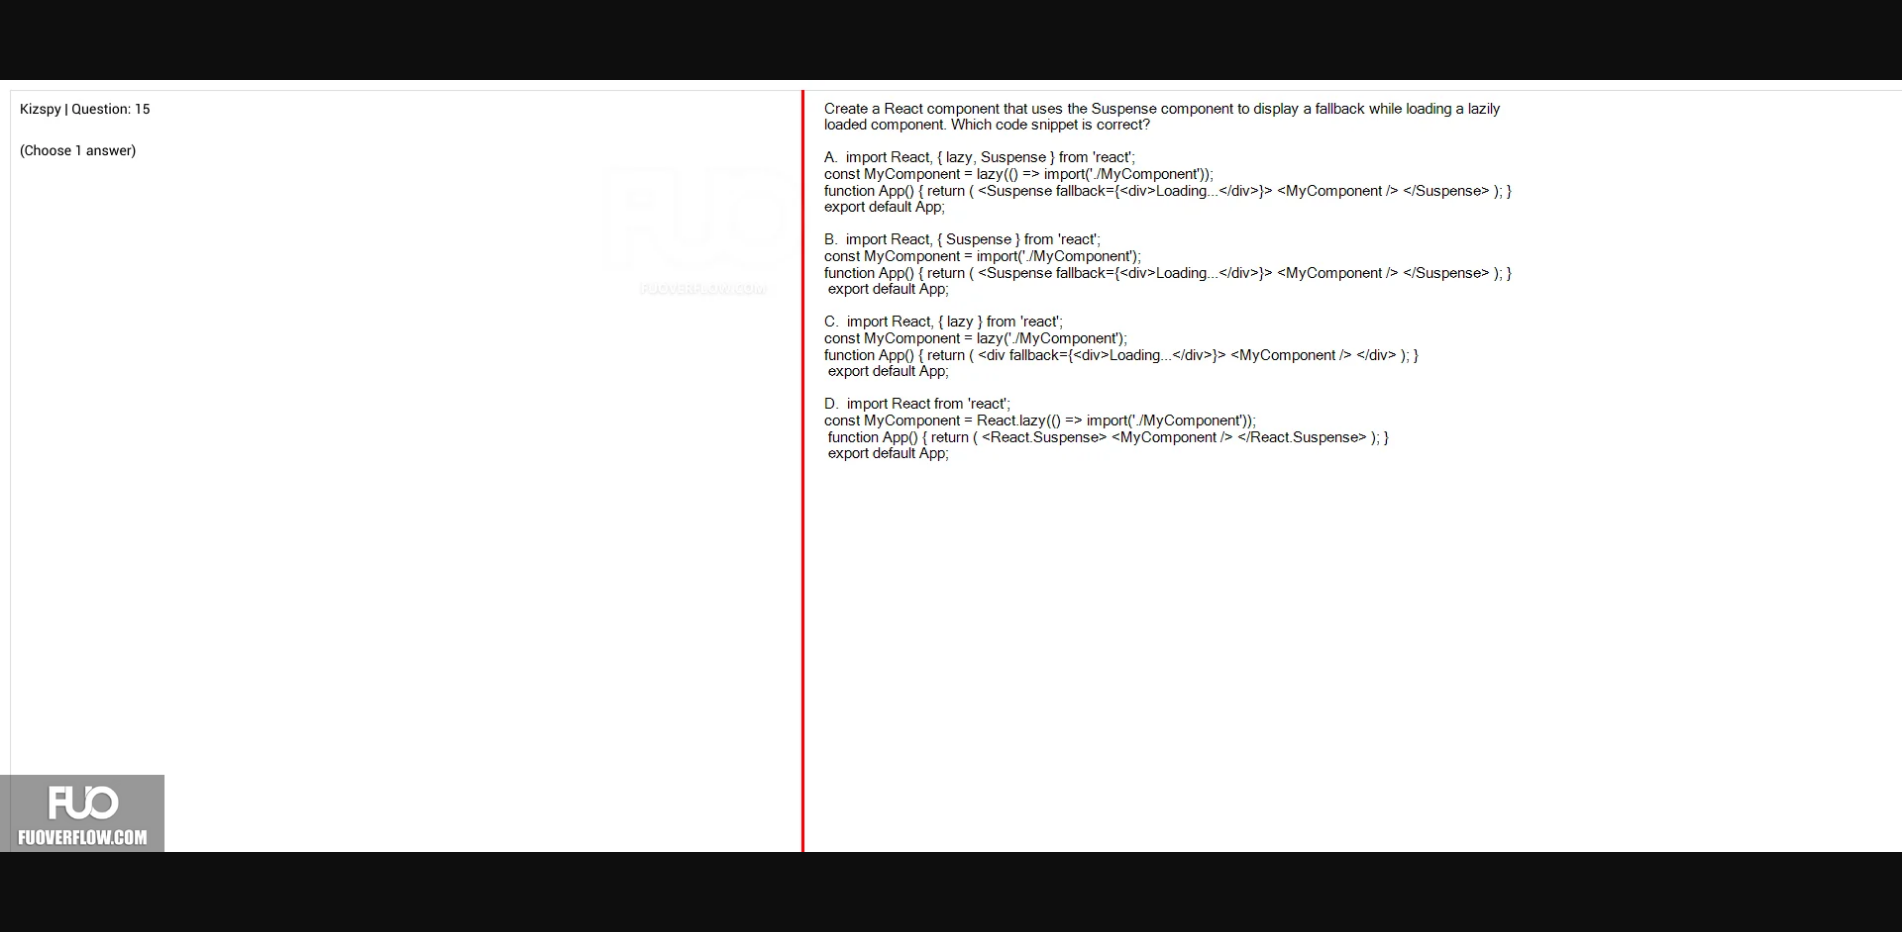 Kizspy | Question: 15
(Choose 1 answer)
FUO
FUOVERFLOW.COM
Create a React component that uses the Suspense component to display a fallback while loading a lazily
loaded component. Which code snippet is correct?
A.  import React, { lazy, Suspense } from 'react';
const MyComponent = lazy(() => import('./MyComponent'));
function App() { return ( <Suspense fallback={<div>Loading...</div>}> <MyComponent /> </Suspense> ); }
export default App;
B.  import React, { Suspense } from 'react';
const MyComponent = import('./MyComponent');
function App() { return ( <Suspense fallback={<div>Loading...</div>}> <MyComponent /> </Suspense> ); }
export default App;
C.  import React, { lazy } from 'react';
const MyComponent = lazy('./MyComponent');
function App() { return ( <div fallback={<div>Loading...</div>}> <MyComponent /> </div> ); }
export default App;
D.  import React from 'react';
const MyComponent = React.lazy(() => import('./MyComponent'));
function App() { return ( <React.Suspense> <MyComponent /> </React.Suspense> ); }
export default App;
FUO
FUOVERFLOW.COM